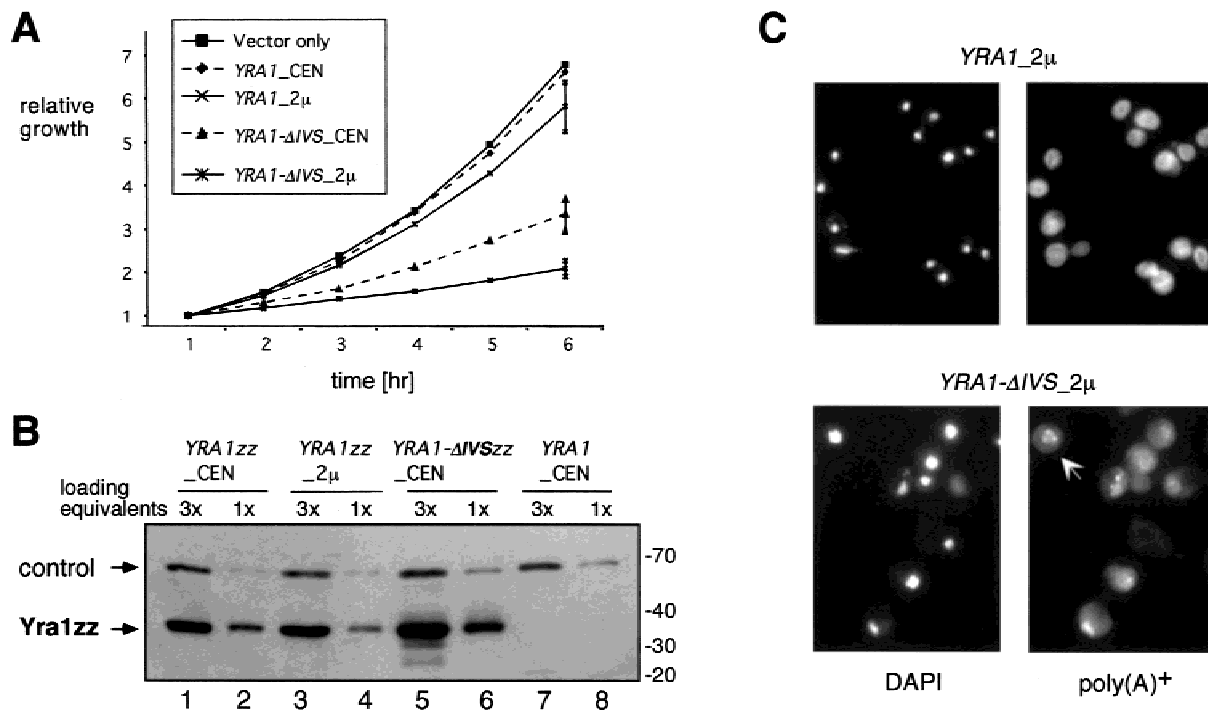 A
relative
growth
7
6
5
4
3
2
1
1 2 3 4 5 6
time [hr]
Vector only
YRA1_CEN
YRA1_2μ
YRA1-ΔIVS_CEN
YRA1-ΔIVS_2μ
B
YRA1zz
_CEN
YRA1zz
_2μ
YRA1-ΔIVSzz
_CEN
YRA1
_CEN
loading
equivalents
3x 1x 3x 1x 3x 1x 3x 1x
control
Yra1zz
-70
-40
-30
-20
1 2 3 4 5 6 7 8
C
YRA1_2μ
YRA1-ΔIVS_2μ
DAPI poly(A)+